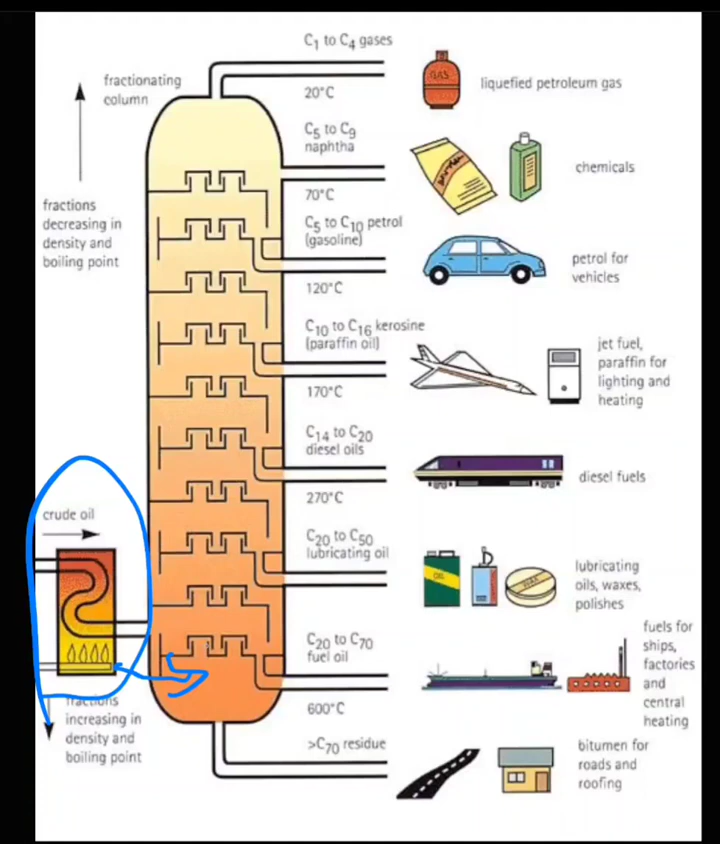 C₁ to C₄ gases
fractionating
column
20°C
GAS
liquefied petroleum gas
C₅ to C₉
naphtha
70°C
chemicals
fractions
decreasing in
density and
boiling point
C₅ to C₁₀ petrol
(gasoline)
120°C
petrol for
vehicles
C₁₀ to C₁₆ kerosine
(paraffin oil)
170°C
jet fuel,
paraffin for
lighting and
heating
C₁₄ to C₂₀
diesel oils
270°C
diesel fuels
crude oil
C₂₀ to C₅₀
lubricating oil
OIL
WAX
lubricating
oils, waxes,
polishes
C₂₀ to C₇₀
fuel oil
600°C
fuels for
ships,
factories
and
central
heating
fractions
increasing in
density and
boiling point
>C₇₀ residue
bitumen for
roads and
roofing